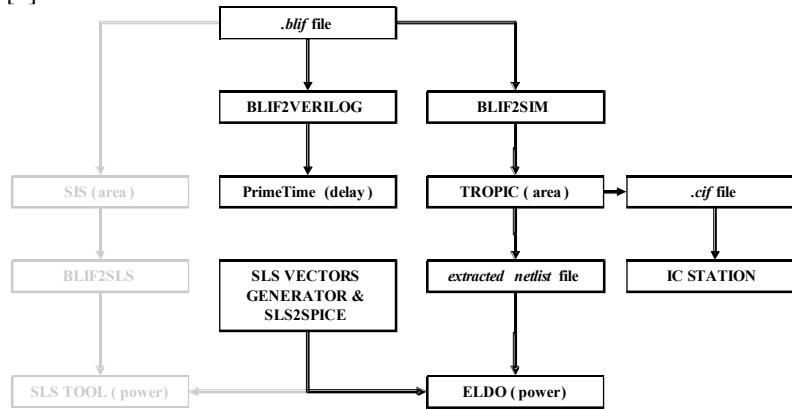 .blif file
BLIF2VERILOG
BLIF2SIM
SIS (area)
PrimeTime (delay)
TROPIC (area)
.cif file
BLIF2SLS
SLS VECTORS
GENERATOR &
SLS2SPICE
extracted netlist file
IC STATION
SLS TOOL (power)
ELDO (power)